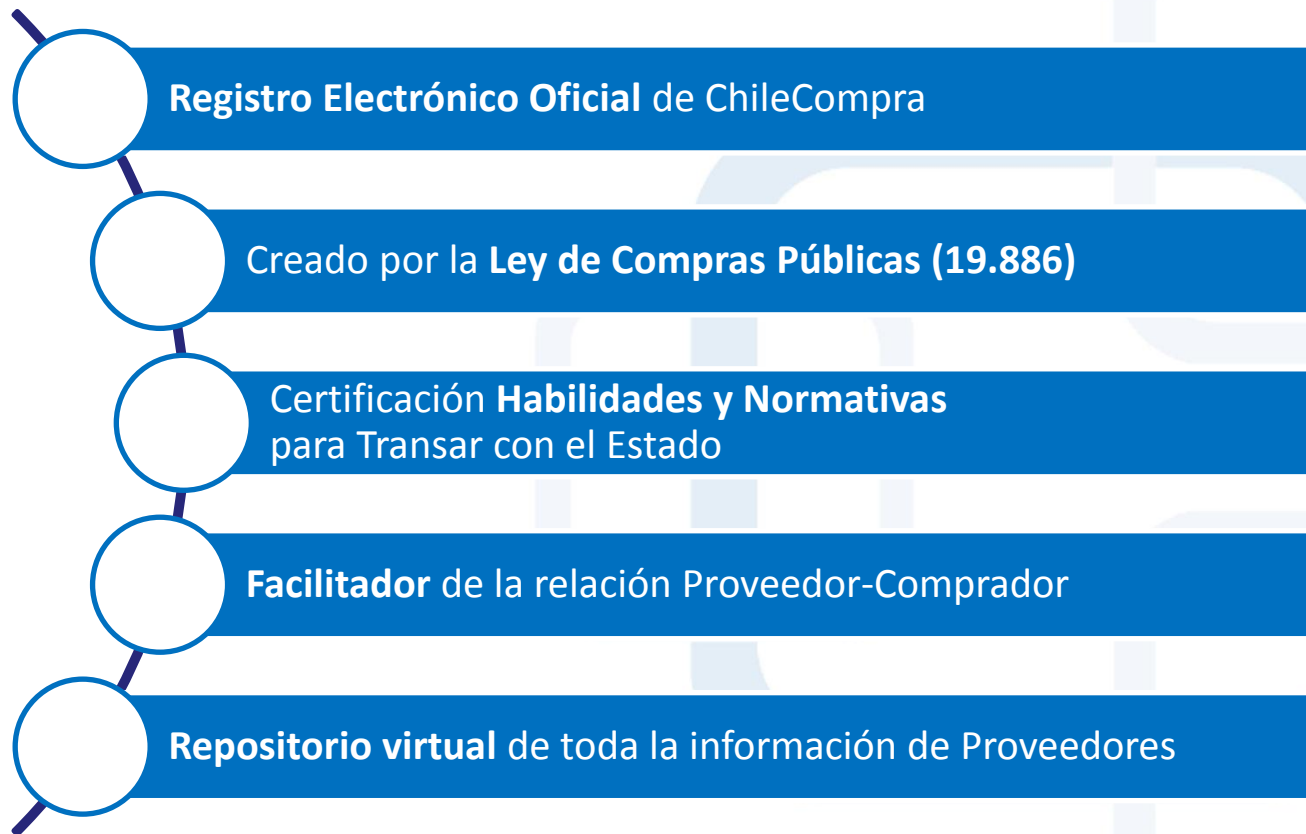 Registro Electrónico Oficial de ChileCompra
Creado por la Ley de Compras Públicas (19.886)
Certificación Habilidades y Normativas
para Transar con el Estado
Facilitador de la relación Proveedor-Comprador
Repositorio virtual de toda la información de Proveedores